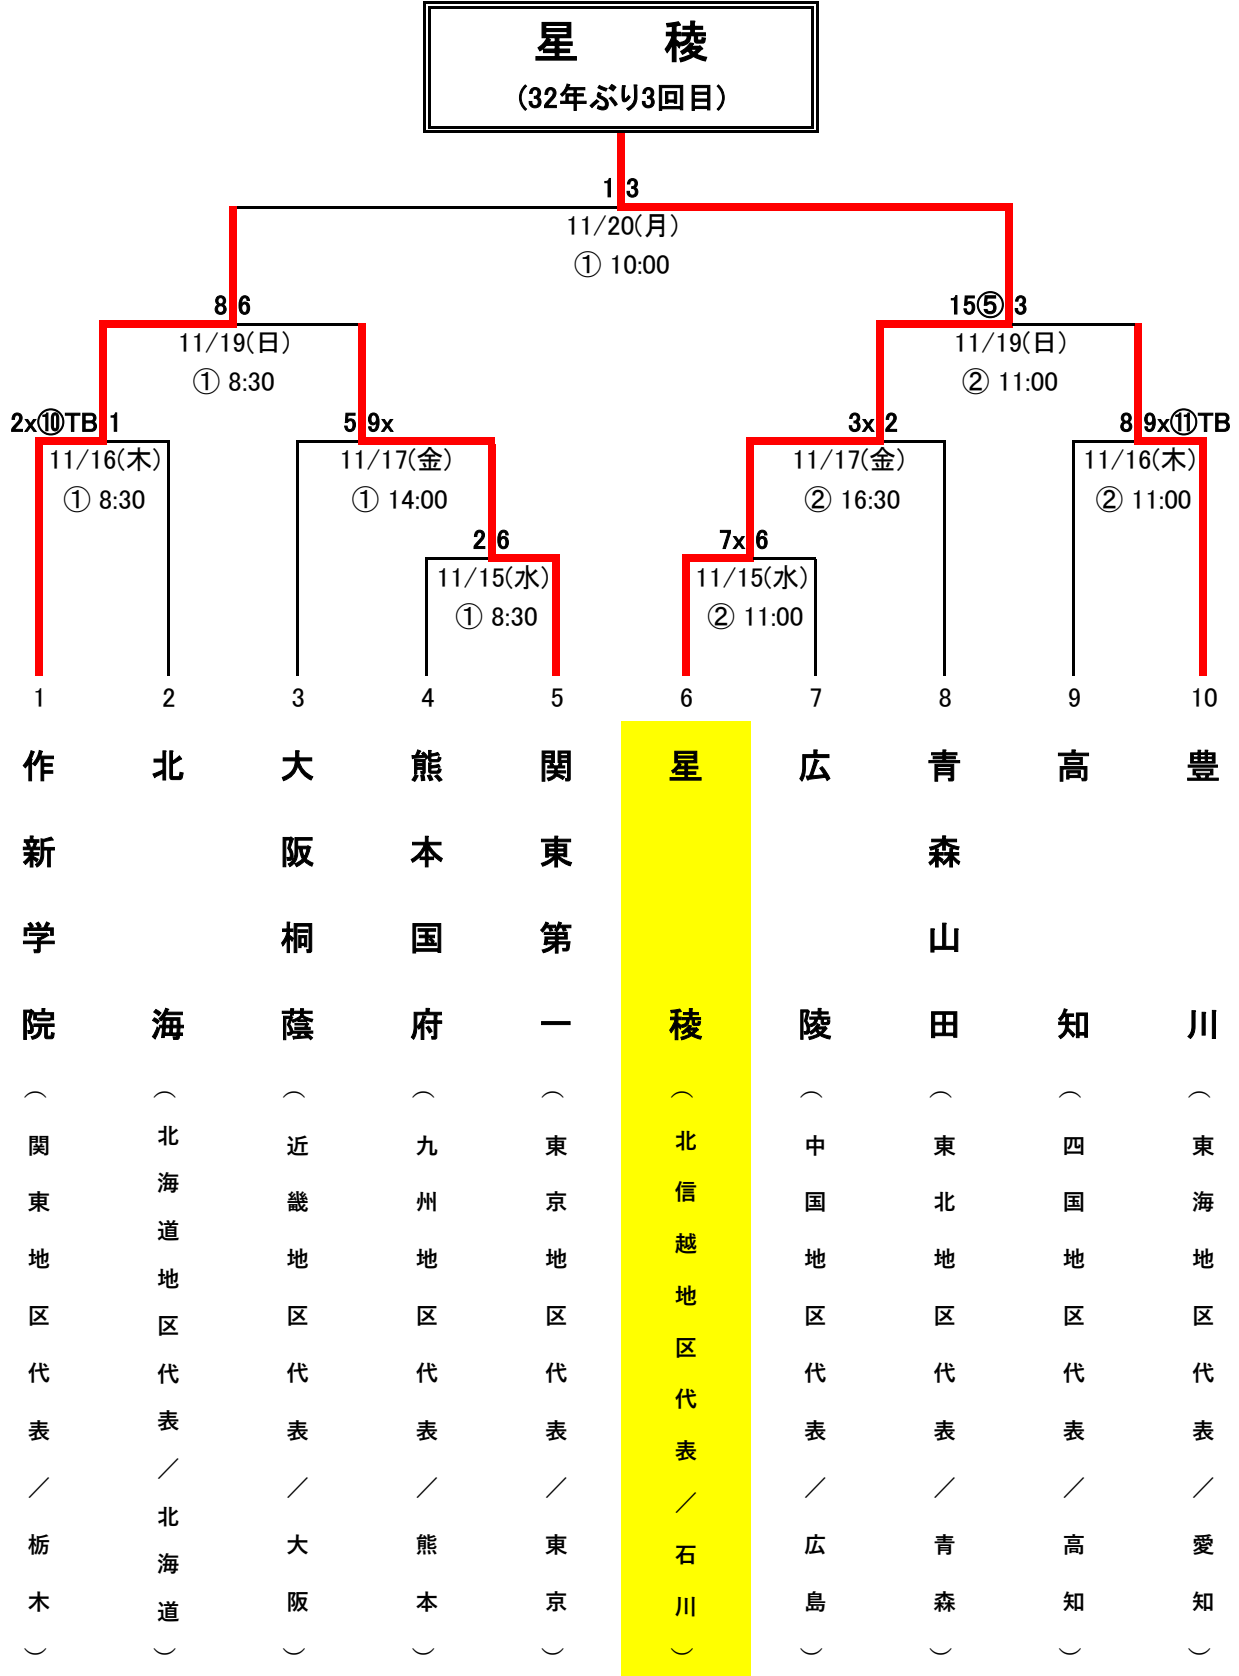 星　　稜
(32年ぶり3回目)
1 3
11/20(月)
① 10:00
8 6
11/19(日)
① 8:30
15⑤ 3
11/19(日)
② 11:00
2x⑩TB 1
11/16(木)
① 8:30
5 9x
11/17(金)
① 14:00
3x 2
11/17(金)
② 16:30
8 9x⑪TB
11/16(木)
② 11:00
2 6
11/15(水)
① 8:30
7x 6
11/15(水)
② 11:00
1 2 3 4 5 6 7 8 9 10
作新学院（関東地区代表／栃木）
北海（北海道地区代表／北海道）
大阪桐蔭（近畿地区代表／大阪）
熊本国府（九州地区代表／熊本）
関東第一（東京地区代表／東京）
星稜（北信越地区代表／石川）
広陵（中国地区代表／広島）
青森山田（東北地区代表／青森）
高知（四国地区代表／高知）
豊川（東海地区代表／愛知）